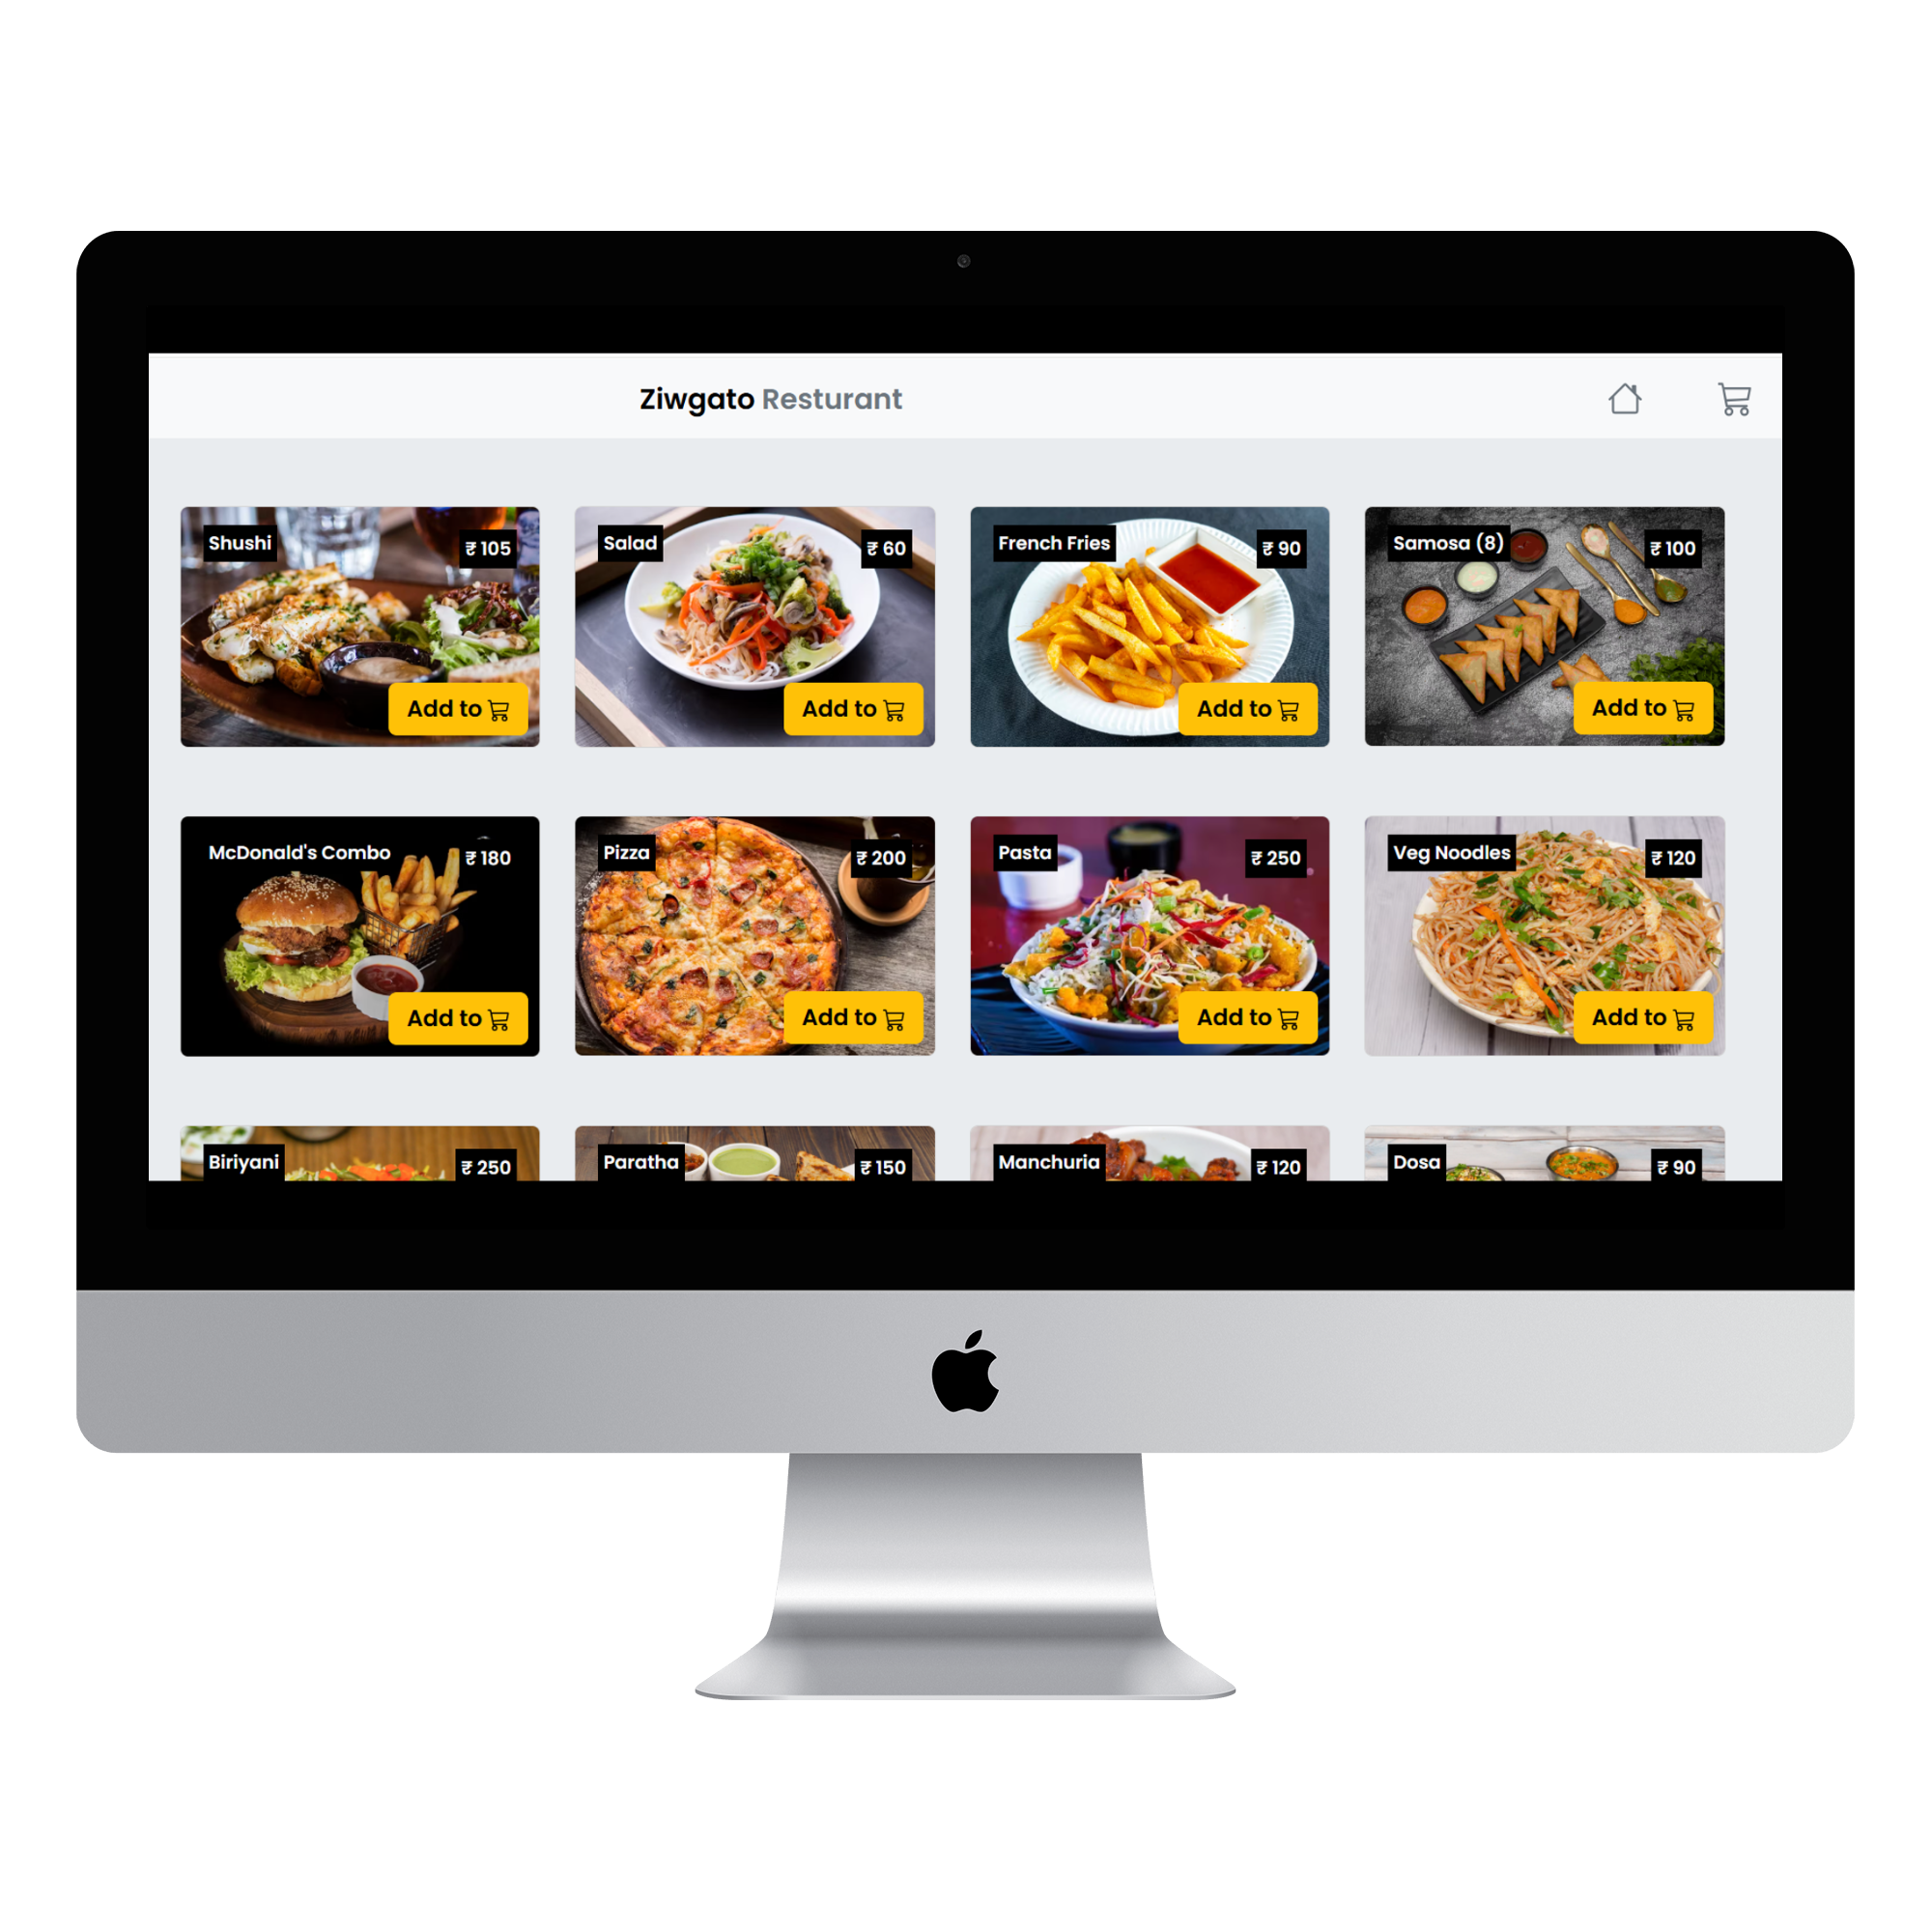 Ziwgato Resturant
Shushi
₹ 105
Add to
Salad
₹ 60
Add to
French Fries
₹ 90
Add to
Samosa (8)
₹ 100
Add to
McDonald's Combo
₹ 180
Add to
Pizza
₹ 200
Add to
Pasta
₹ 250
Add to
Veg Noodles
₹ 120
Add to
Biriyani
₹ 250
Paratha
₹ 150
Manchuria
₹ 120
Dosa
₹ 90